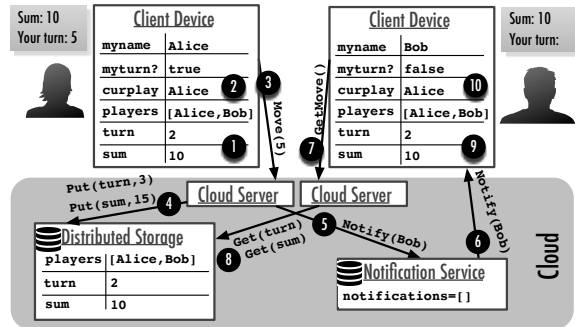 Sum: 10
Your turn: 5
Client Device
myname Alice
myturn? true
curplay Alice
players [Alice,Bob]
turn 2
sum 10
2
1
3
Move(5)
Client Device
myname Bob
myturn? false
curplay Alice
players [Alice,Bob]
turn 2
sum 10
10
9
Sum: 10
Your turn:
7
GetMove()
Put(turn,3)
Put(sum,15)
4
Cloud Server
Cloud Server
Get(turn)
Get(sum)
8
5
Notify(Bob)
6
Notify(Bob)
Cloud
Distributed Storage
players [Alice,Bob]
turn 2
sum 10
Notification Service
notifications=[]